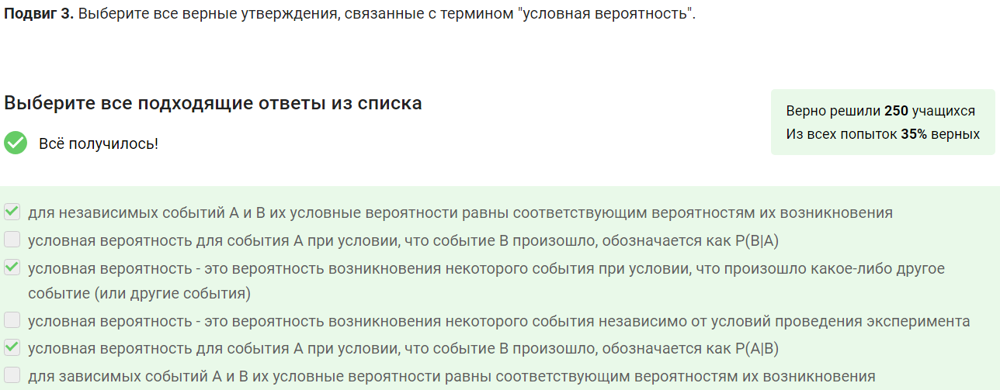 Подвиг 3. Выберите все верные утверждения, связанные с термином "условная вероятность".
Выберите все подходящие ответы из списка
Всё получилось!
Верно решили 250 учащихся
Из всех попыток 35% верных
для независимых событий A и B их условные вероятности равны соответствующим вероятностям их возникновения
условная вероятность для события A при условии, что событие B произошло, обозначается как P(B|A)
условная вероятность - это вероятность возникновения некоторого события при условии, что произошло какое-либо другое
событие (или другие события)
условная вероятность - это вероятность возникновения некоторого события независимо от условий проведения эксперимента
условная вероятность для события A при условии, что событие B произошло, обозначается как P(A|B)
для зависимых событий A и B их условные вероятности равны соответствующим вероятностям их возникновения